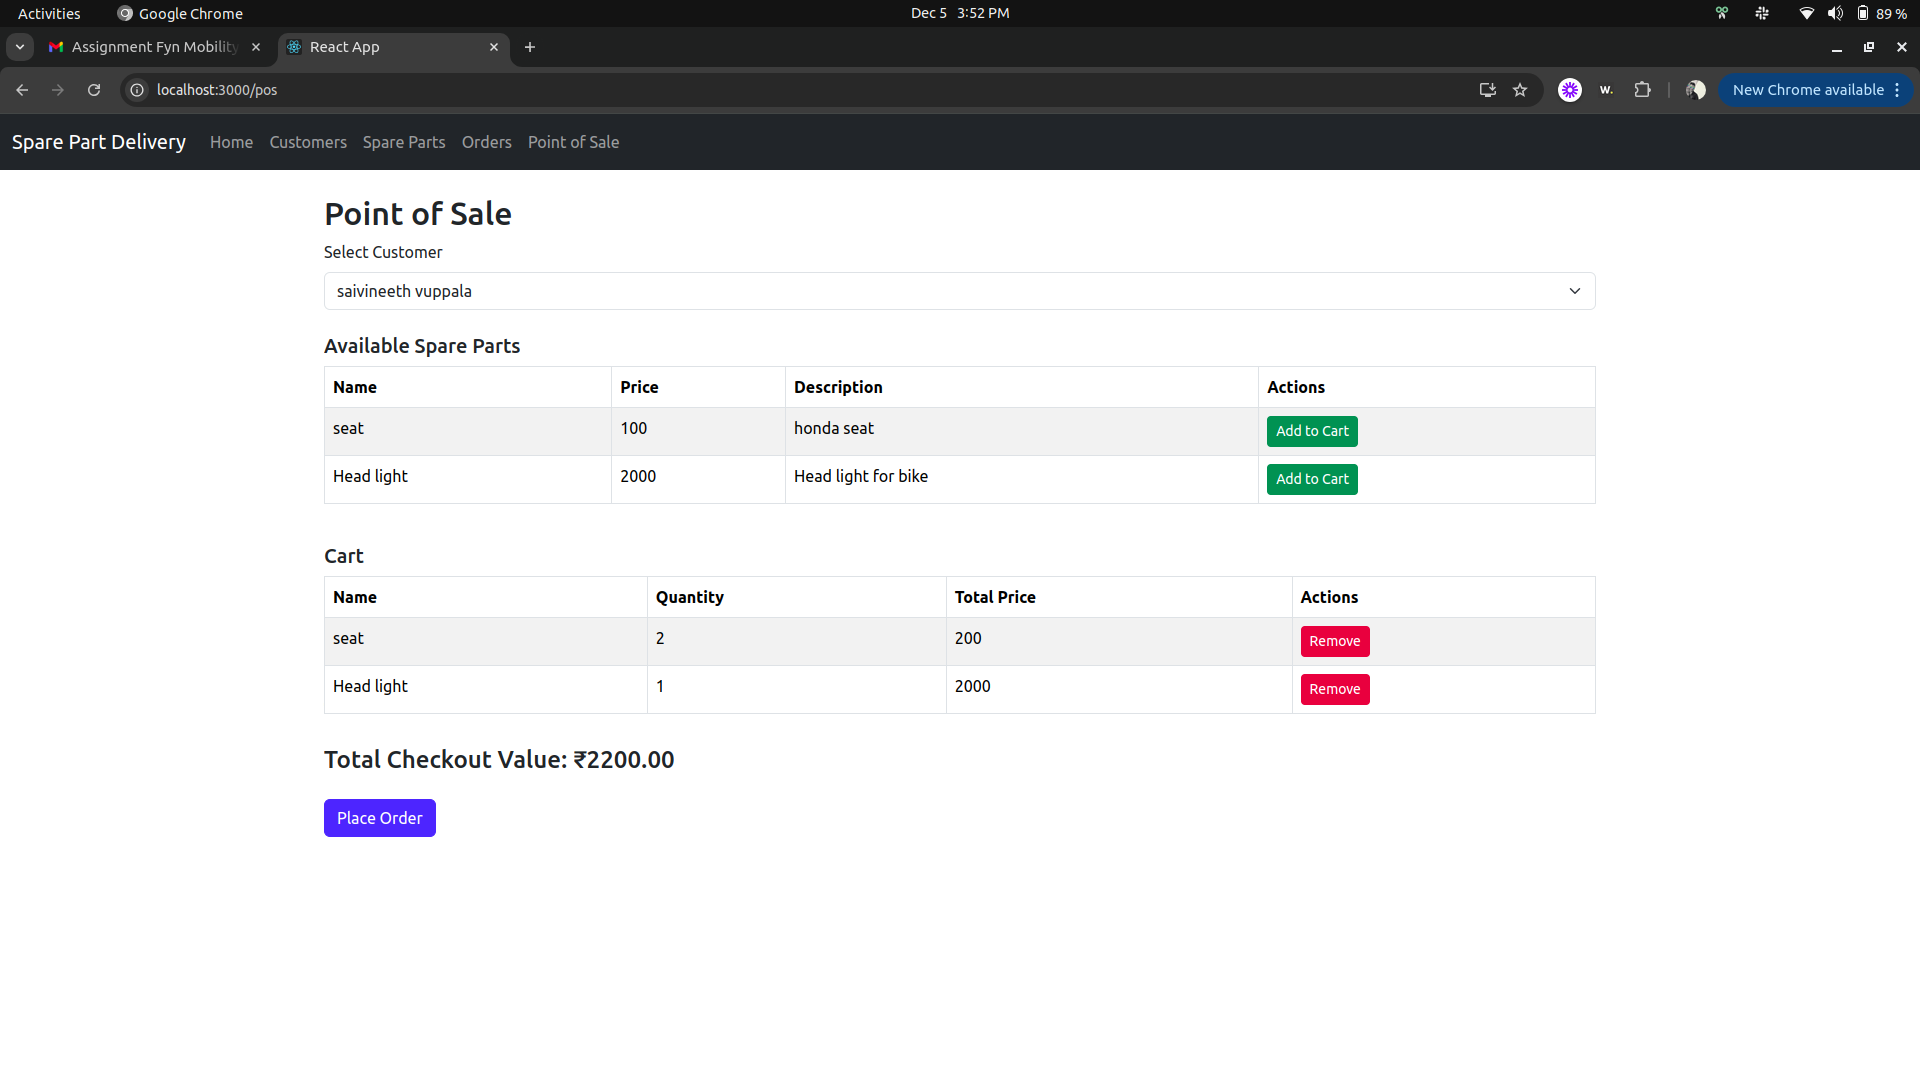 Activities Google Chrome Dec 5 3:52 PM 89 %
Assignment Fyn Mobility React App
localhost:3000/pos W. New Chrome available
Spare Part Delivery Home Customers Spare Parts Orders Point of Sale
Point of Sale
Select Customer
saivineeth vuppala
Available Spare Parts
Name Price Description Actions
seat 100 honda seat Add to Cart
Head light 2000 Head light for bike Add to Cart
Cart
Name Quantity Total Price Actions
seat 2 200 Remove
Head light 1 2000 Remove
Total Checkout Value: ₹2200.00
Place Order